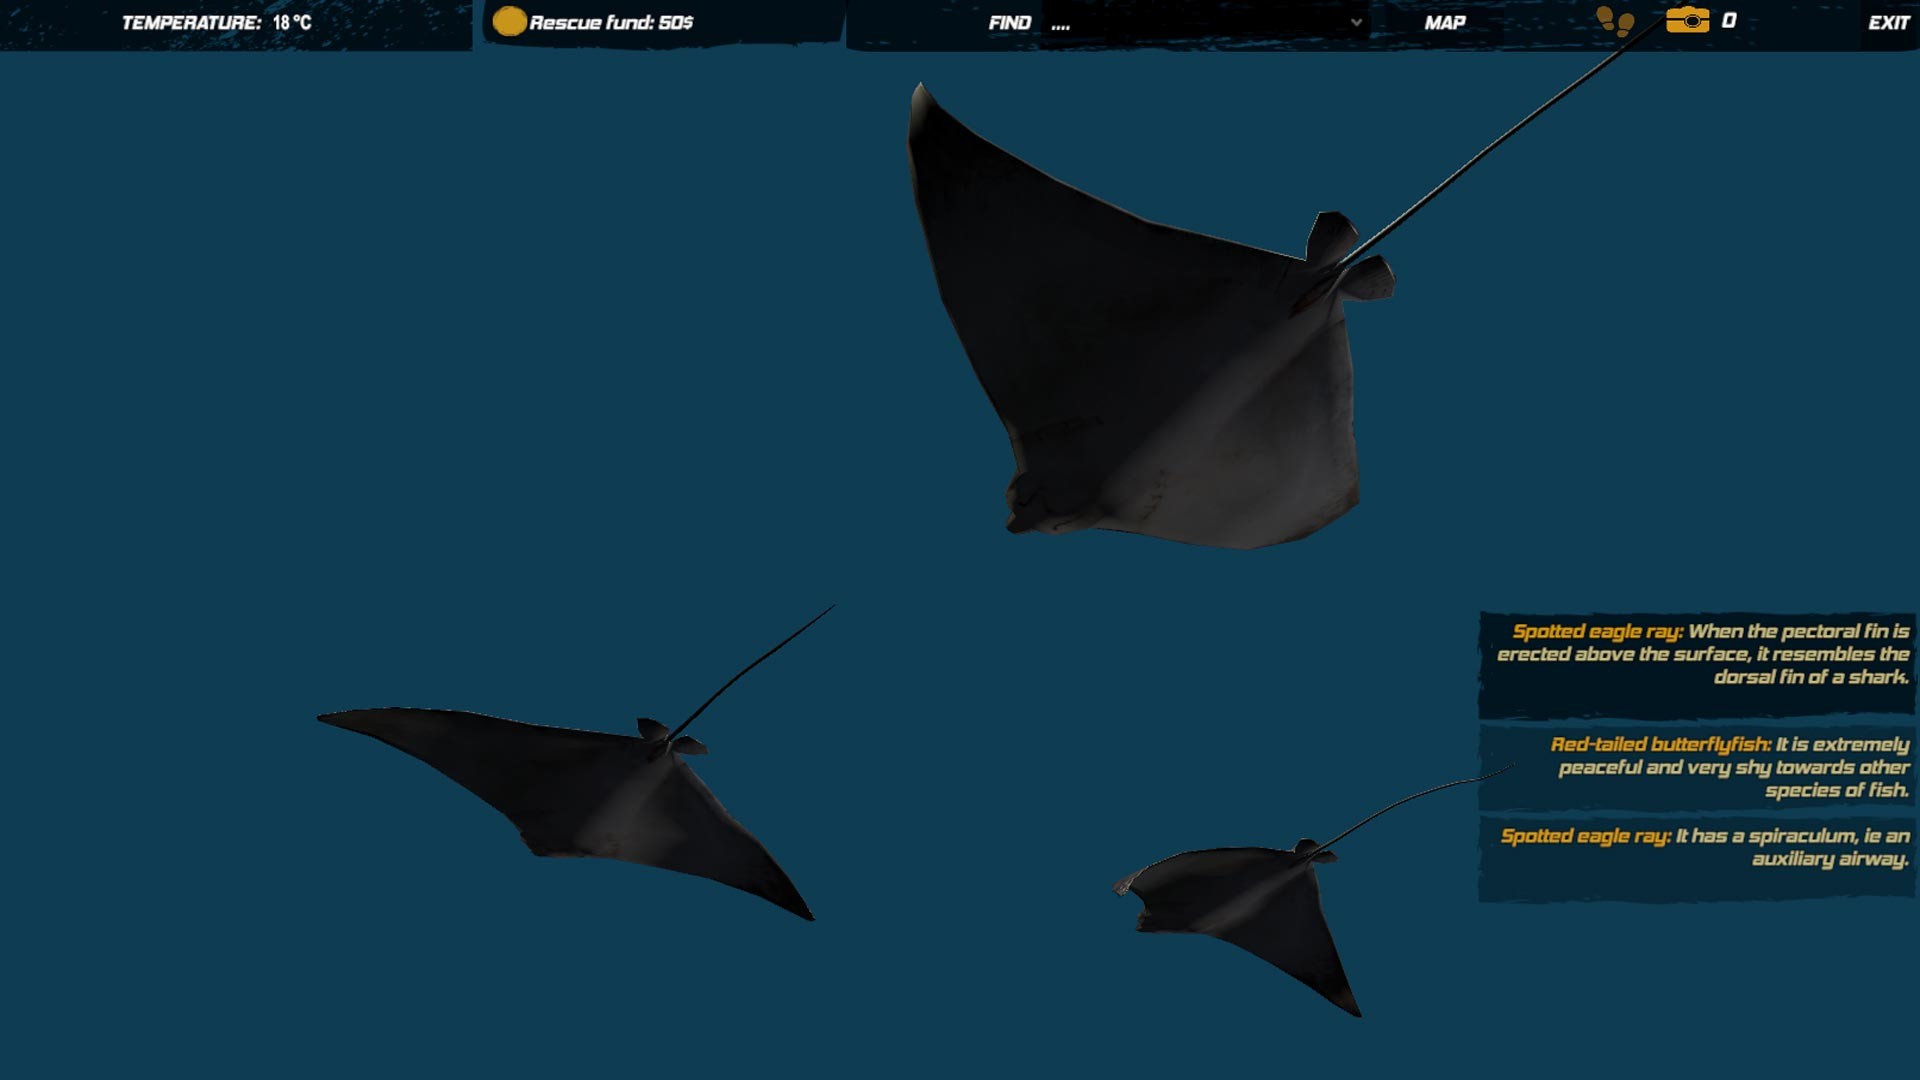 TEMPERATURE: 18 °C
Rescue fund: 50$
FIND ....
MAP
0
EXIT
Spotted eagle ray: When the pectoral fin is
erected above the surface, it resembles the
dorsal fin of a shark.
Red-tailed butterflyfish: It is extremely
peaceful and very shy towards other
species of fish.
Spotted eagle ray: It has a spiraculum, ie an
auxiliary airway.